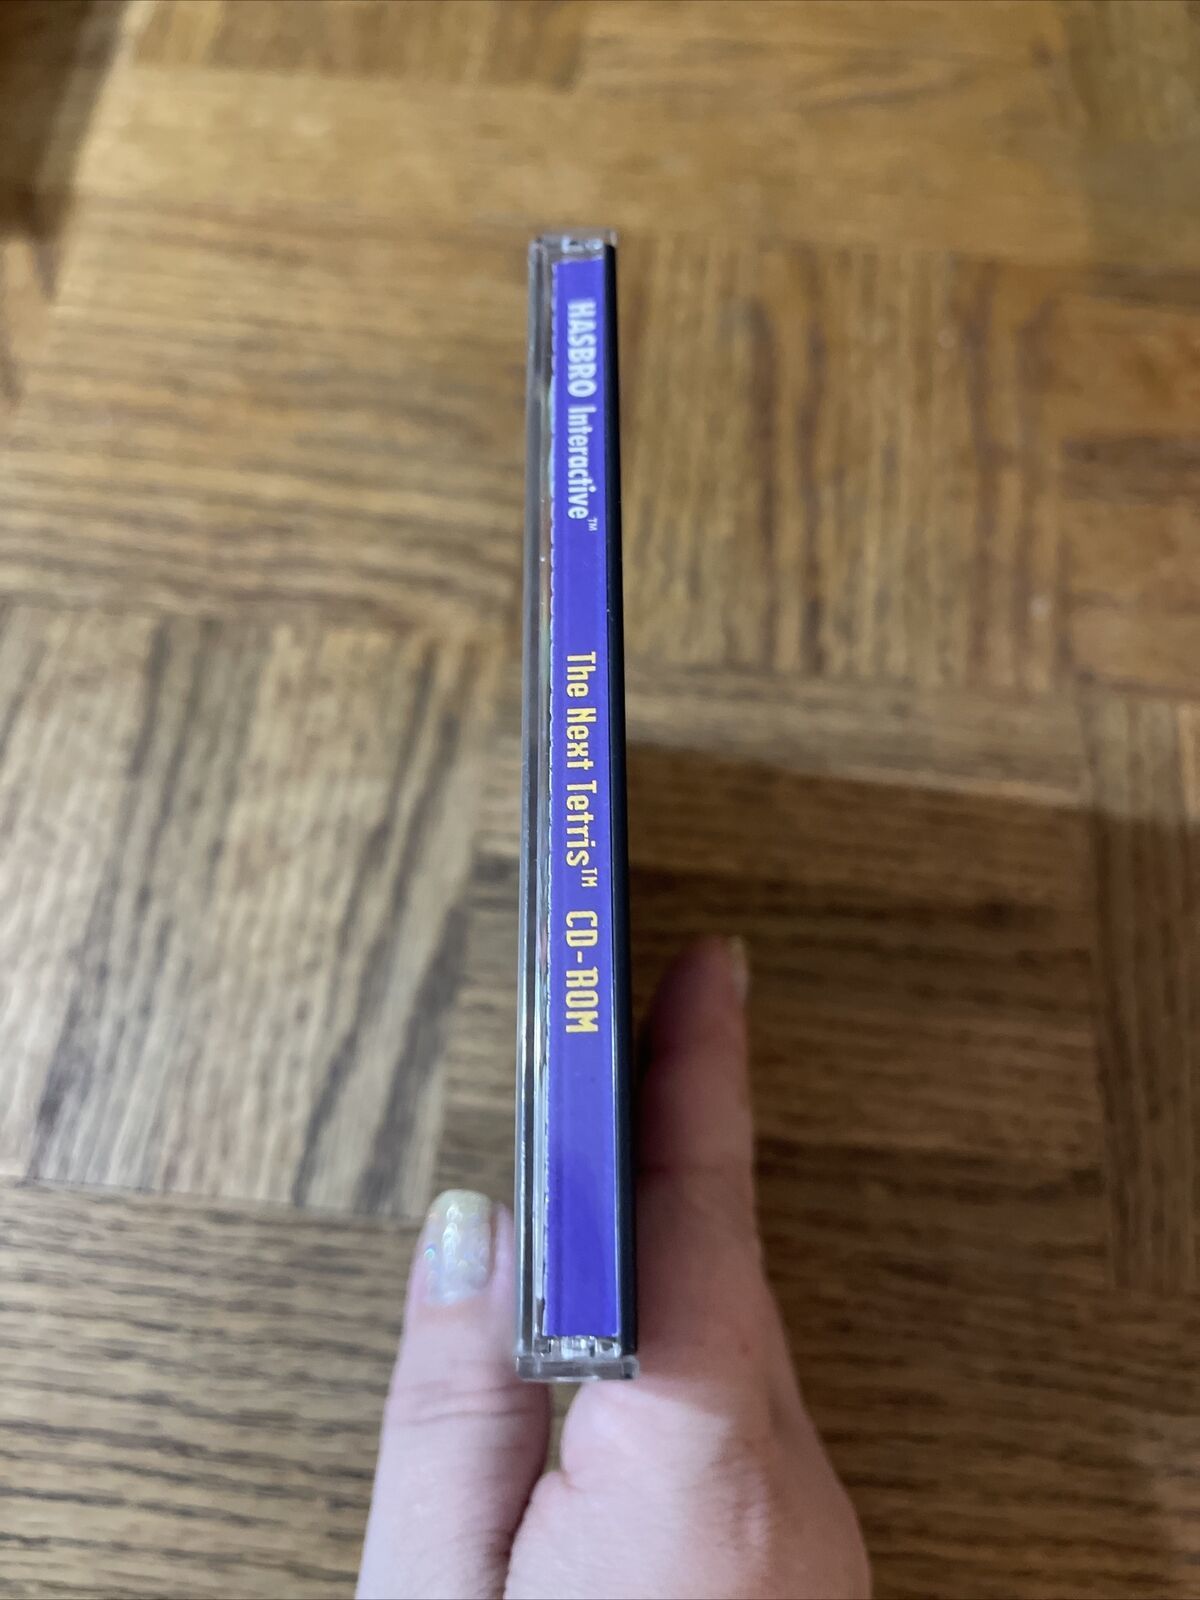 HASBRO Interactive™ The Next Tetris™ CD-ROM